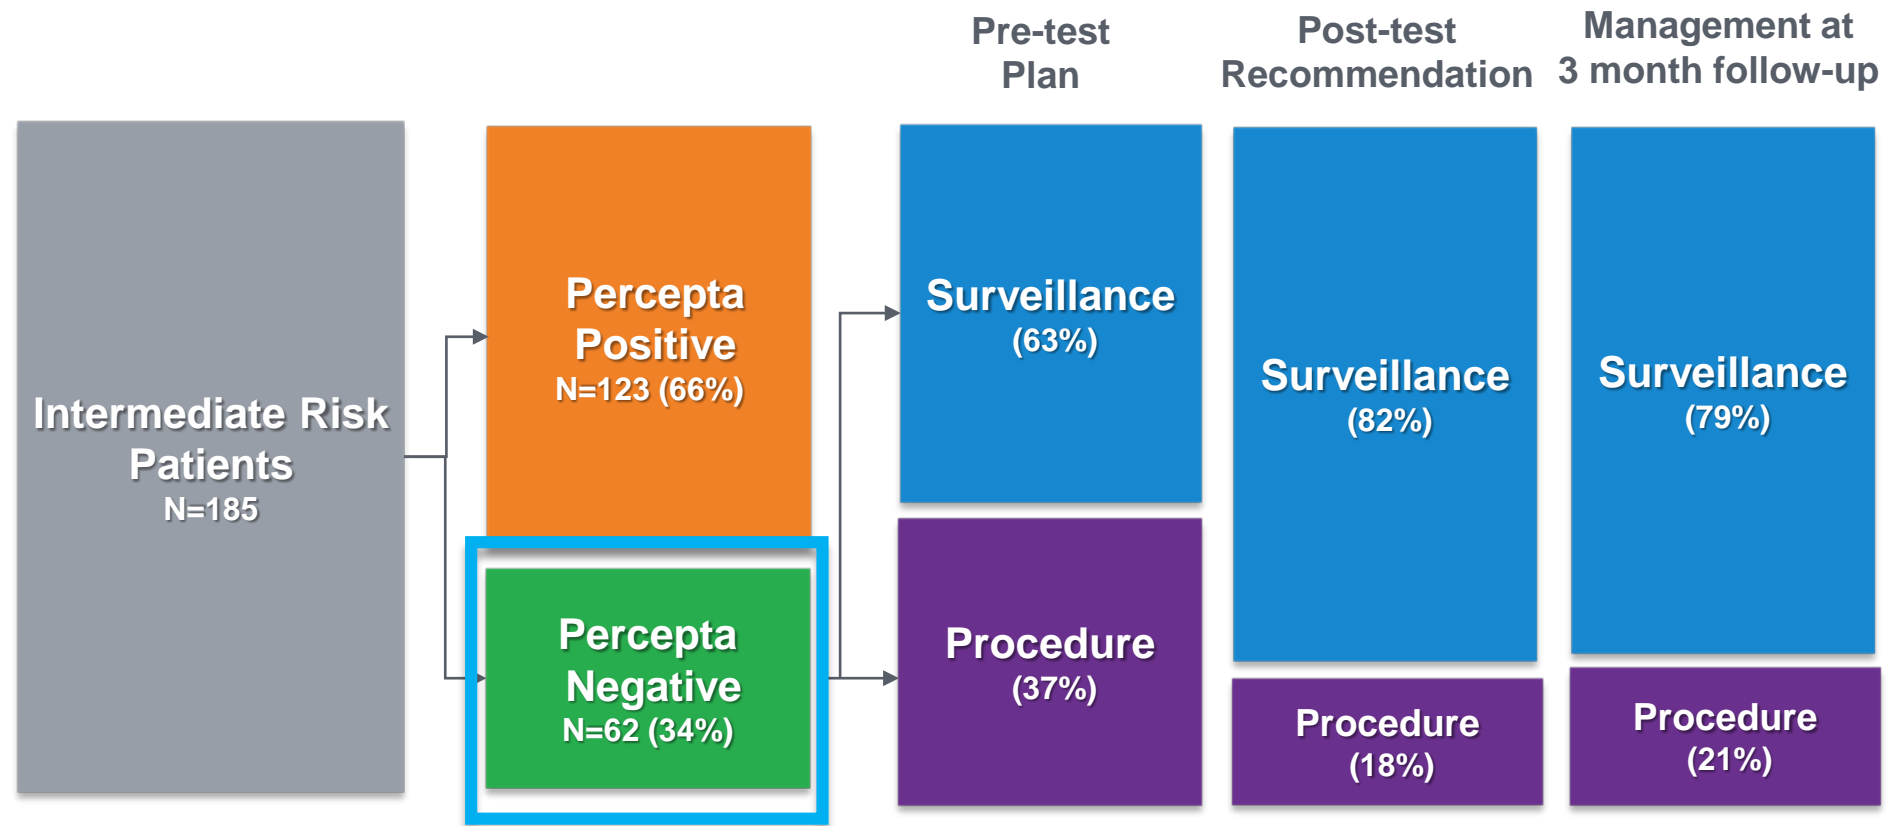 Pre-test
Plan
Post-test
Recommendation
Management at
3 month follow-up
Intermediate Risk
Patients
N=185
Percepta
Positive
N=123 (66%)
Percepta
Negative
N=62 (34%)
Surveillance
(63%)
Procedure
(37%)
Surveillance
(82%)
Procedure
(18%)
Surveillance
(79%)
Procedure
(21%)